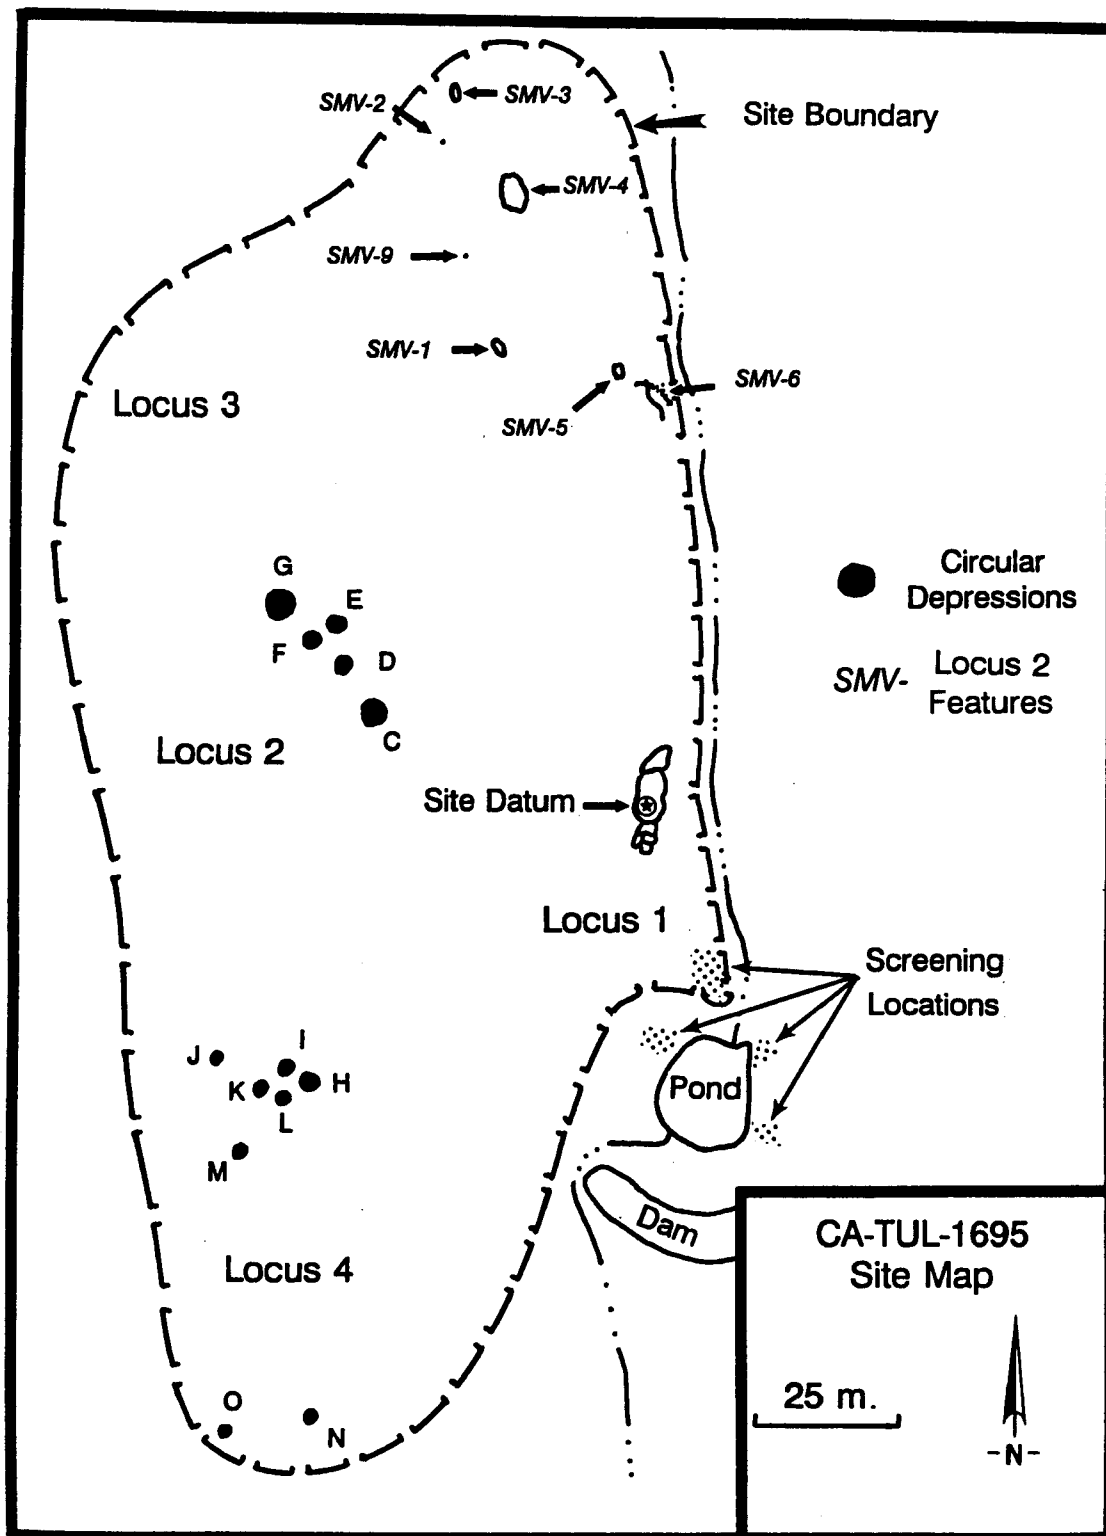 SMV-2
SMV-3
Site Boundary
SMV-4
SMV-9
SMV-1
SMV-6
Locus 3
SMV-5
G
E
F
D
C
Circular
Depressions
SMV-
Locus 2
Features
Locus 2
Site Datum
Locus 1
Screening
Locations
J
I
K
H
L
M
Pond
Dam
Locus 4
O
N
CA-TUL-1695
Site Map
25 m.
-N-